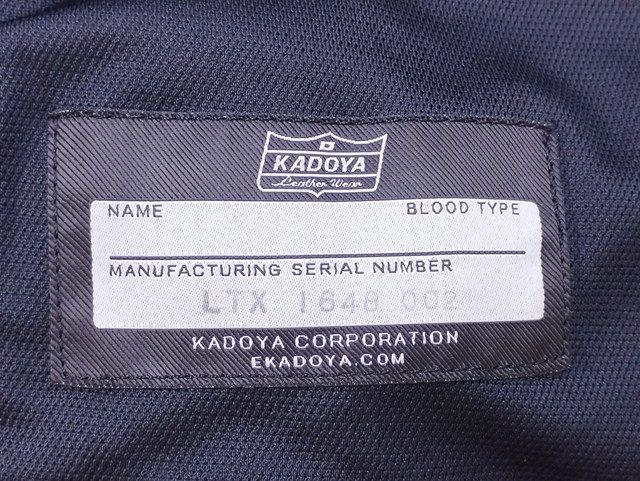 KADOYA
Leather Wear
NAME BLOOD TYPE
MANUFACTURING SERIAL NUMBER
LTX 1648 002
KADOYA CORPORATION
EKADOYA.COM